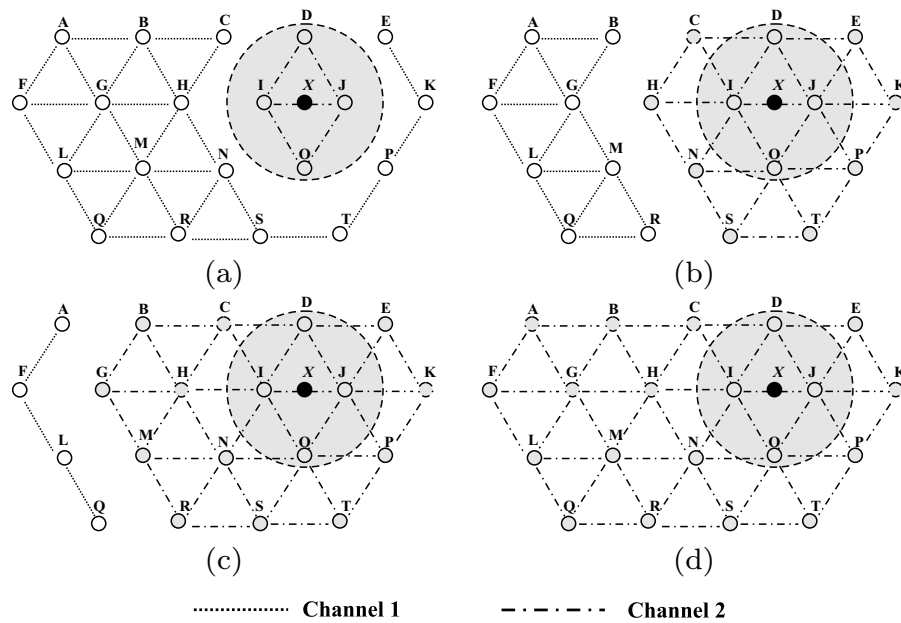 A B C D E
F G H I X J K
L M N O P
Q R S T
(a)
A B C D E
F G H I X J K
L M N O P
Q R S T
(b)
A B C D E
F G H I X J K
L M N O P
Q R S T
(c)
A B C D E
F G H I X J K
L M N O P
Q R S T
(d)
Channel 1 Channel 2